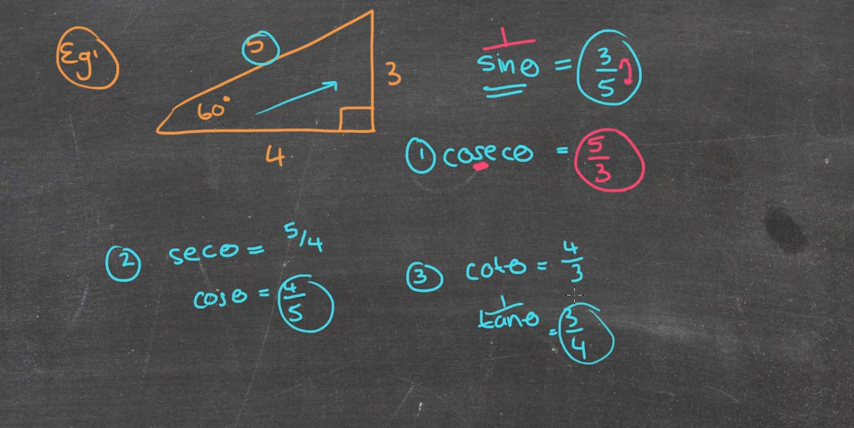 Eg:
5
60°
3
4
1/sinθ = 3/5
① cosecθ = 5/3
② secθ = 5/4
cosθ = 4/5
③ cotθ = 4/3
1/tanθ = 3/4